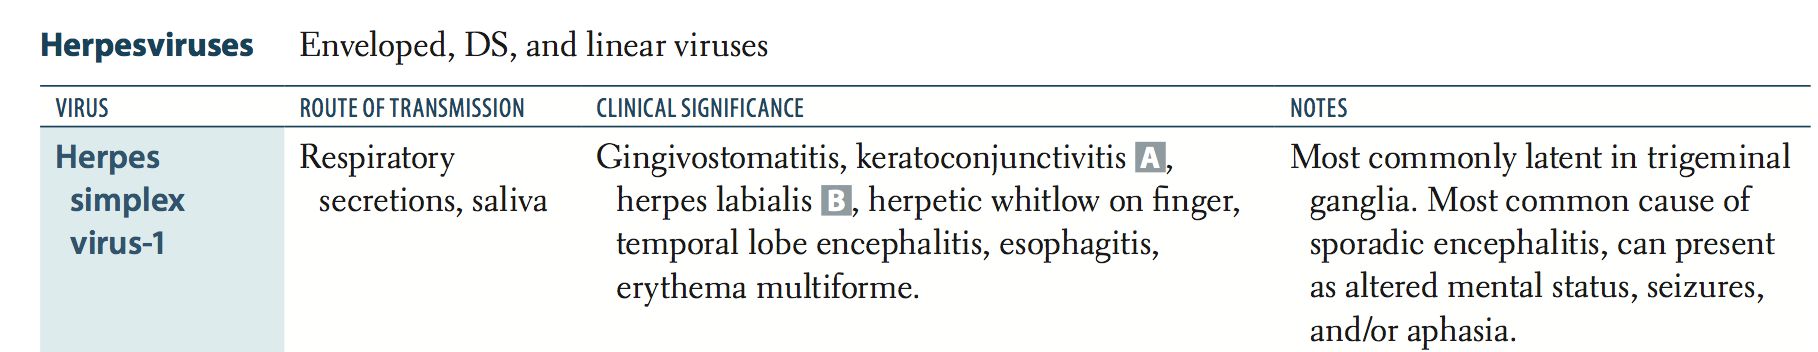 Herpesviruses Enveloped, DS, and linear viruses
VIRUS ROUTE OF TRANSMISSION CLINICAL SIGNIFICANCE NOTES
Herpes simplex virus-1
Respiratory
secretions, saliva
Gingivostomatitis, keratoconjunctivitis A,
herpes labialis B, herpetic whitlow on finger,
temporal lobe encephalitis, esophagitis,
erythema multiforme.
Most commonly latent in trigeminal
ganglia. Most common cause of
sporadic encephalitis, can present
as altered mental status, seizures,
and/or aphasia.